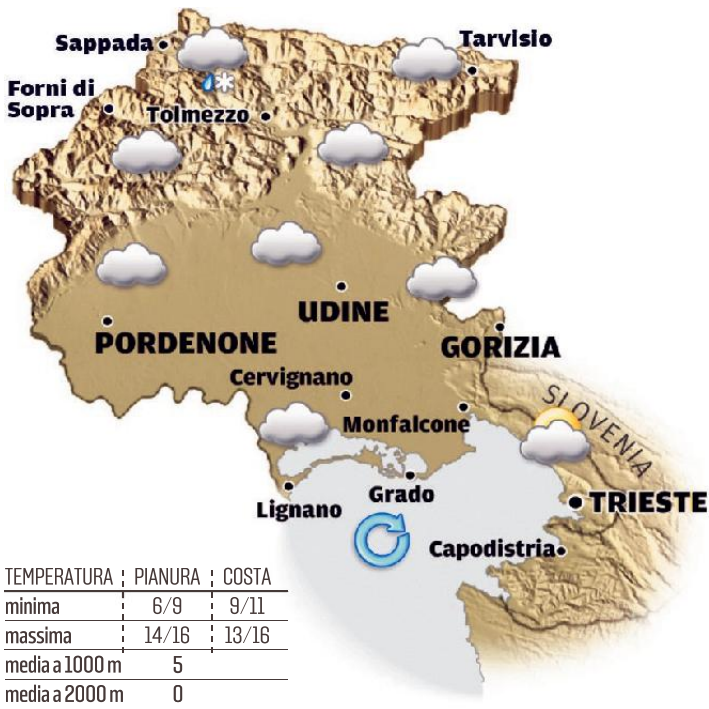 Sappada
Tarvisio
Forni di
Sopra
Tolmezzo
UDINE
PORDENONE
GORIZIA
Cervignano
Monfalcone
SLOVENIA
Lignano
Grado
TRIESTE
Capodistria
TEMPERATURA PIANURA COSTA
minima 6/9 9/11
massima 14/16 13/16
media a 1000 m 5
media a 2000 m 0